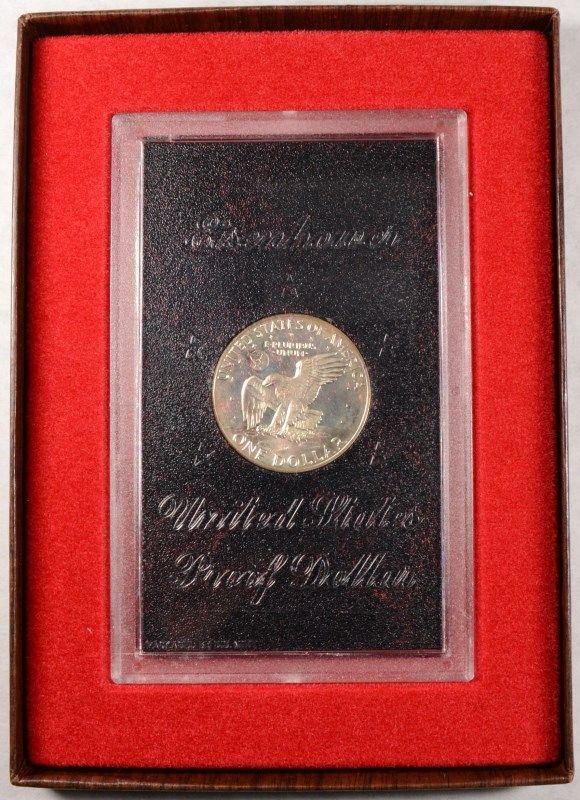 Eisenhower
UNITED STATES OF AMERICA
E PLURIBUS
UNUM
ONE DOLLAR
United States
Proof Dollar